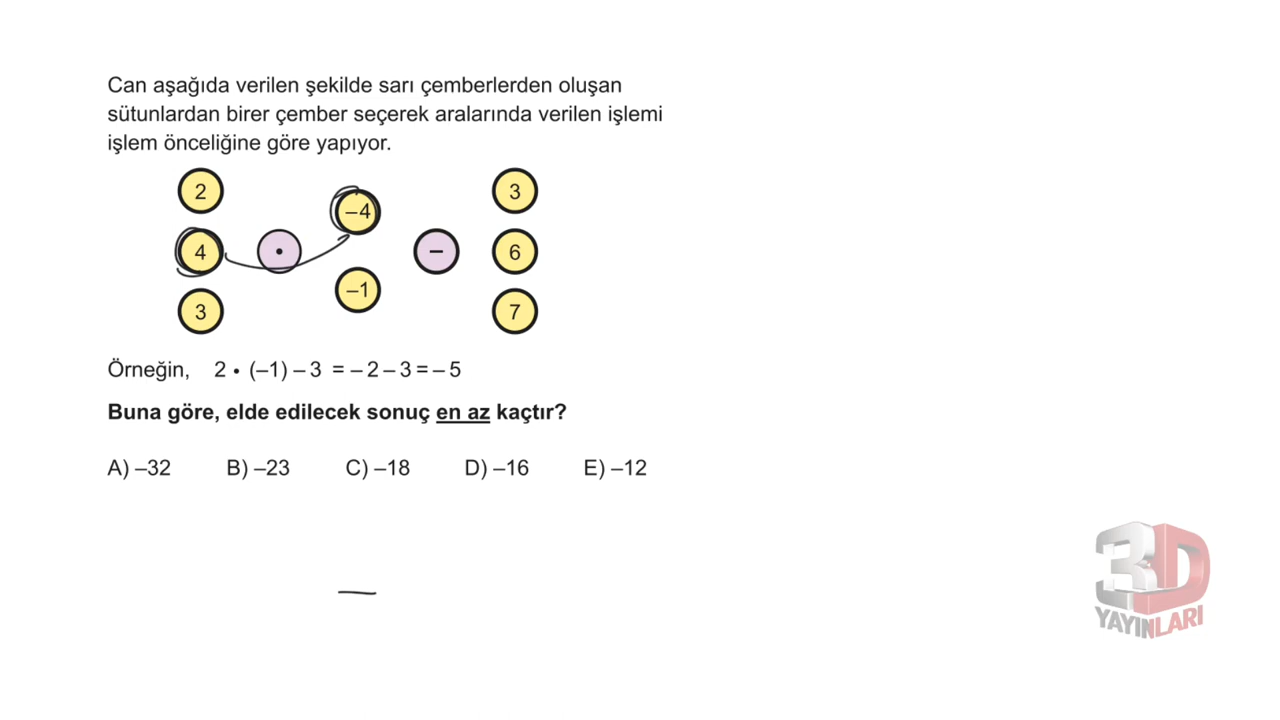 Can aşağıda verilen şekilde sarı çemberlerden oluşan
sütunlardan birer çember seçerek aralarında verilen işlemi
işlem önceliğine göre yapıyor.
2 –4 3
4 • – 6
3 –1 7
Örneğin, 2 • (–1) – 3 = – 2 – 3 = – 5
Buna göre, elde edilecek sonuç en az kaçtır?
A) –32 B) –23 C) –18 D) –16 E) –12
3D
YAYINLARI